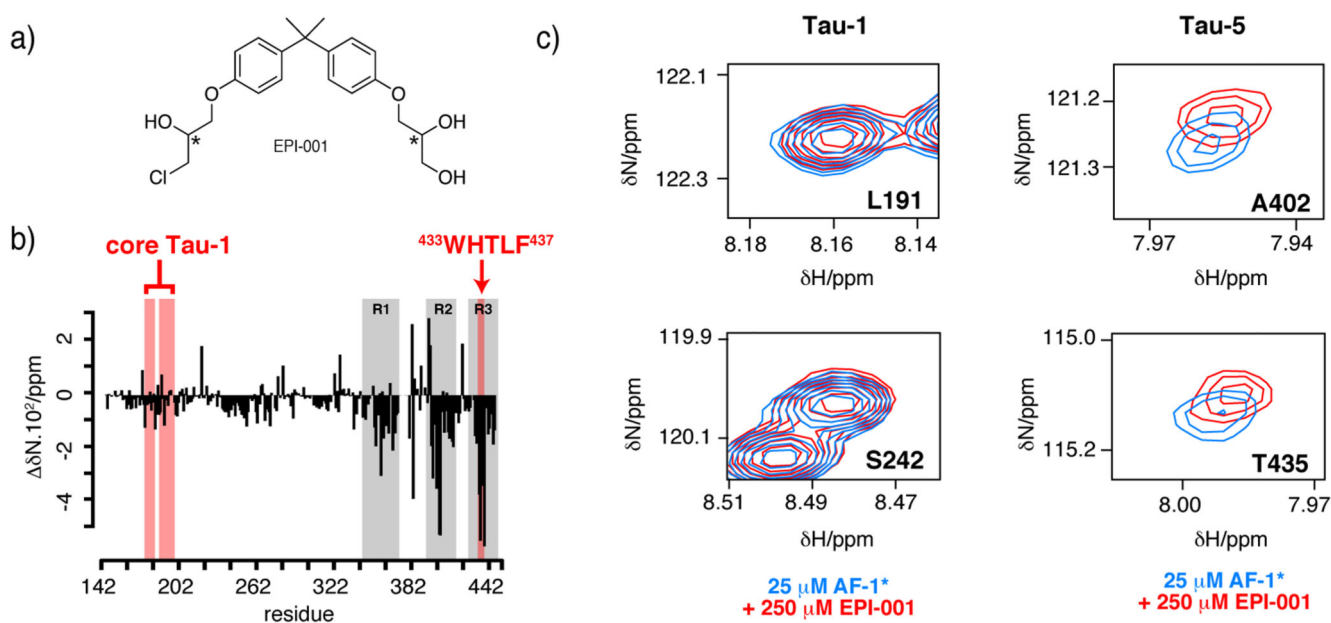 a)
HO
*
Cl
O
O
*
OH
OH
EPI-001
b)
core Tau-1
433WHTLF437
R1
R2
R3
ΔδN.10²/ppm
2
0
-2
-4
142
202
262
322
382
442
residue
c)
Tau-1
Tau-5
δN/ppm
122.1
122.3
L191
8.18
8.16
8.14
δH/ppm
δN/ppm
121.2
121.3
A402
7.97
7.94
δH/ppm
δN/ppm
119.9
120.1
S242
8.51
8.49
8.47
δH/ppm
δN/ppm
115.0
115.2
T435
8.00
7.97
δH/ppm
25 μM AF-1*
+ 250 μM EPI-001
25 μM AF-1*
+ 250 μM EPI-001